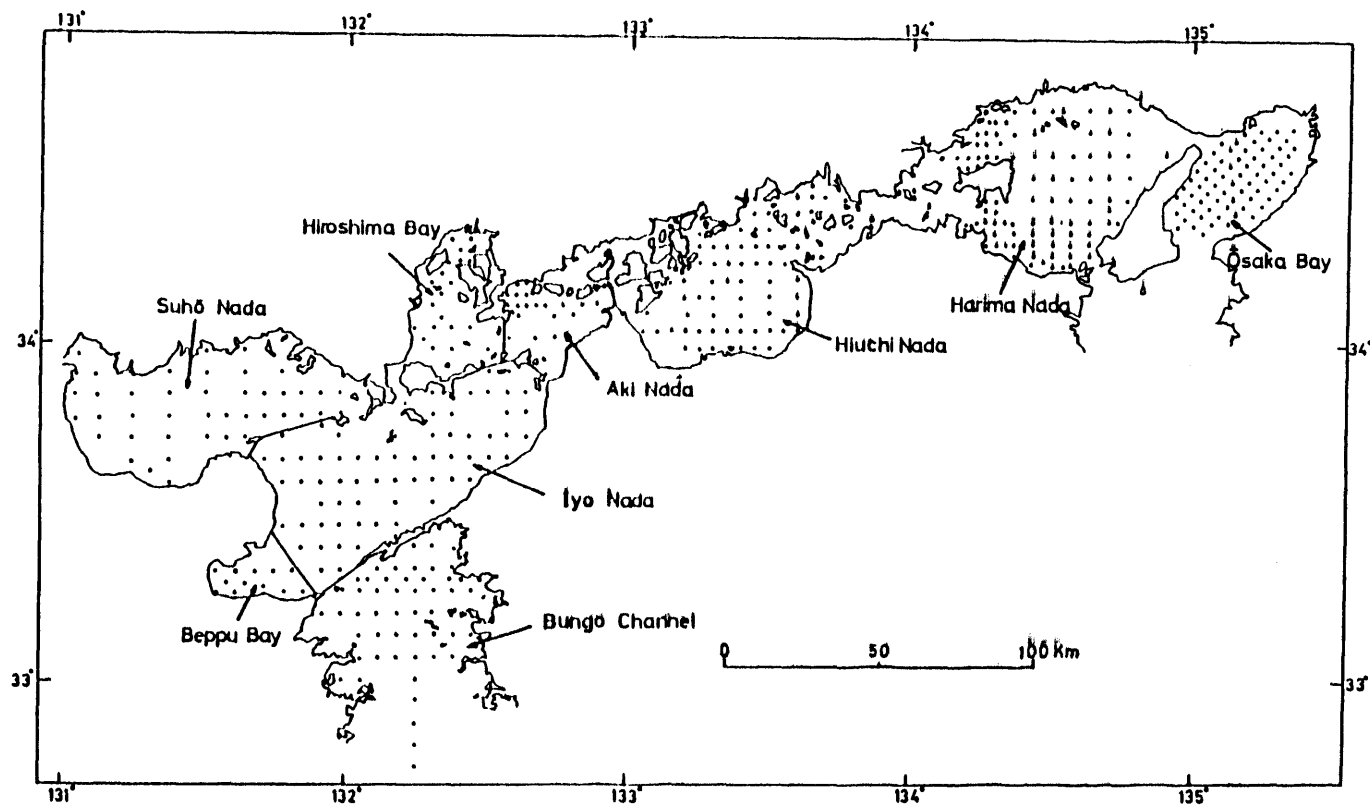 131° 132° 133° 134° 135°
Hiroshima Bay
Suhō Nada
Ōsaka Bay
Harima Nada
34° 34°
Hiuchi Nada
Aki Nada
Iyo Nada
Beppu Bay
Bungō Channel
0 50 100 km
33° 33°
131° 132° 133° 134° 135°